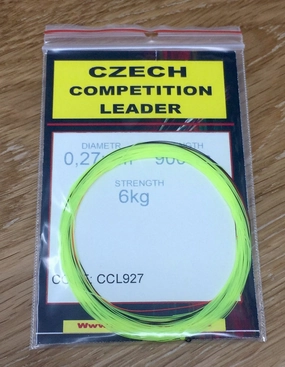 CZECH
COMPETITION
LEADER
DIAMETR
0,27
STRENGTH
6kg
CCL927